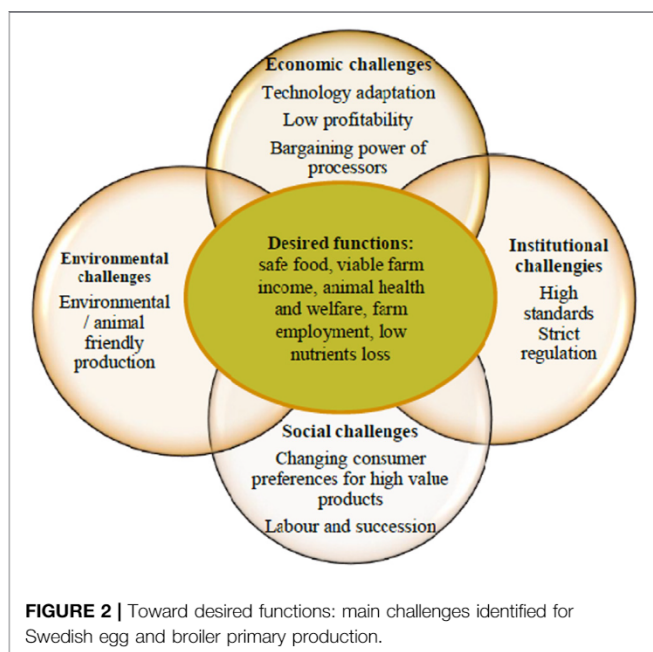 Economic challenges
Technology adaptation
Low profitability
Bargaining power of
processors
Environmental
challenges
Environmental
/ animal
friendly
production
Desired functions:
safe food, viable farm
income, animal health
and welfare, farm
employment, low
nutrients loss
Institutional
challengies
High
standards
Strict
regulation
Social challenges
Changing consumer
preferences for high value
products
Labour and succession
FIGURE 2 | Toward desired functions: main challenges identified for
Swedish egg and broiler primary production.